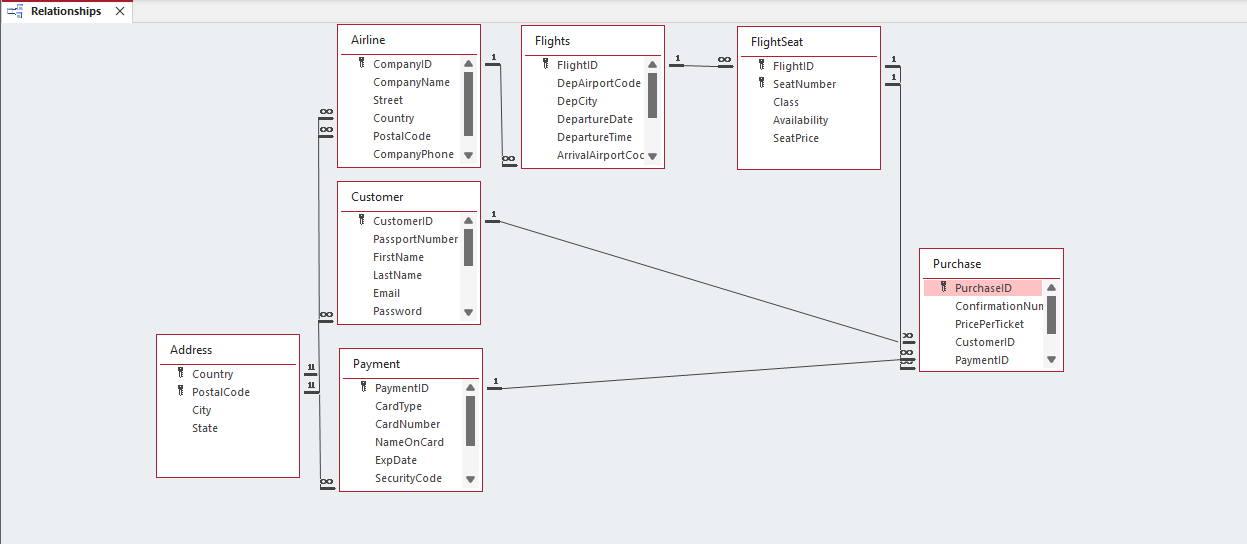 Relationships
Airline
CompanyID
CompanyName
Street
Country
PostalCode
CompanyPhone
Flights
FlightID
DepAirportCode
DepCity
DepartureDate
DepartureTime
ArrivalAirportCoc
FlightSeat
FlightID
SeatNumber
Class
Availability
SeatPrice
Customer
CustomerID
PassportNumber
FirstName
LastName
Email
Password
Purchase
PurchaseID
ConfirmationNum
PricePerTicket
CustomerID
PaymentID
Address
Country
PostalCode
City
State
Payment
PaymentID
CardType
CardNumber
NameOnCard
ExpDate
SecurityCode
1
∞
1
∞
1
1
∞
∞
1
∞
1
1
1
∞
∞
∞
∞